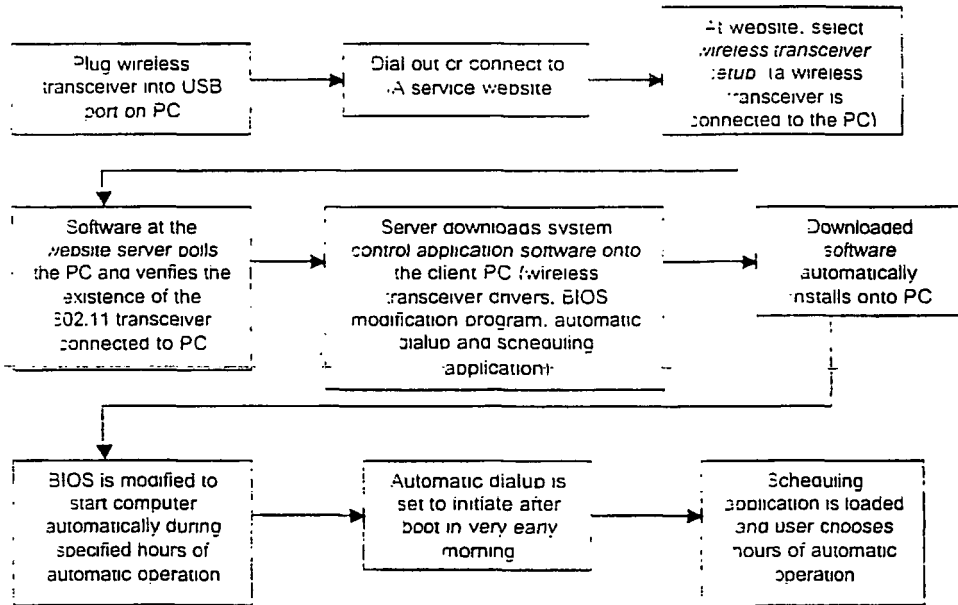 Plug wireless
transceiver into USB
port on PC
Dial out or connect to
IA service website
At website, select
wireless transceiver
setup (a wireless
transceiver is
connected to the PC)
Software at the
website server polls
the PC and verifies the
existence of the
802.11 transceiver
connected to PC
Server downloads system
control application software onto
the client PC (wireless
transceiver drivers, BIOS
modification program, automatic
dialup and scheduling
application)
Downloaded
software
automatically
installs onto PC
BIOS is modified to
start computer
automatically during
specified hours of
automatic operation
Automatic dialup is
set to initiate after
boot in very early
morning
Scheduling
application is loaded
and user chooses
hours of automatic
operation